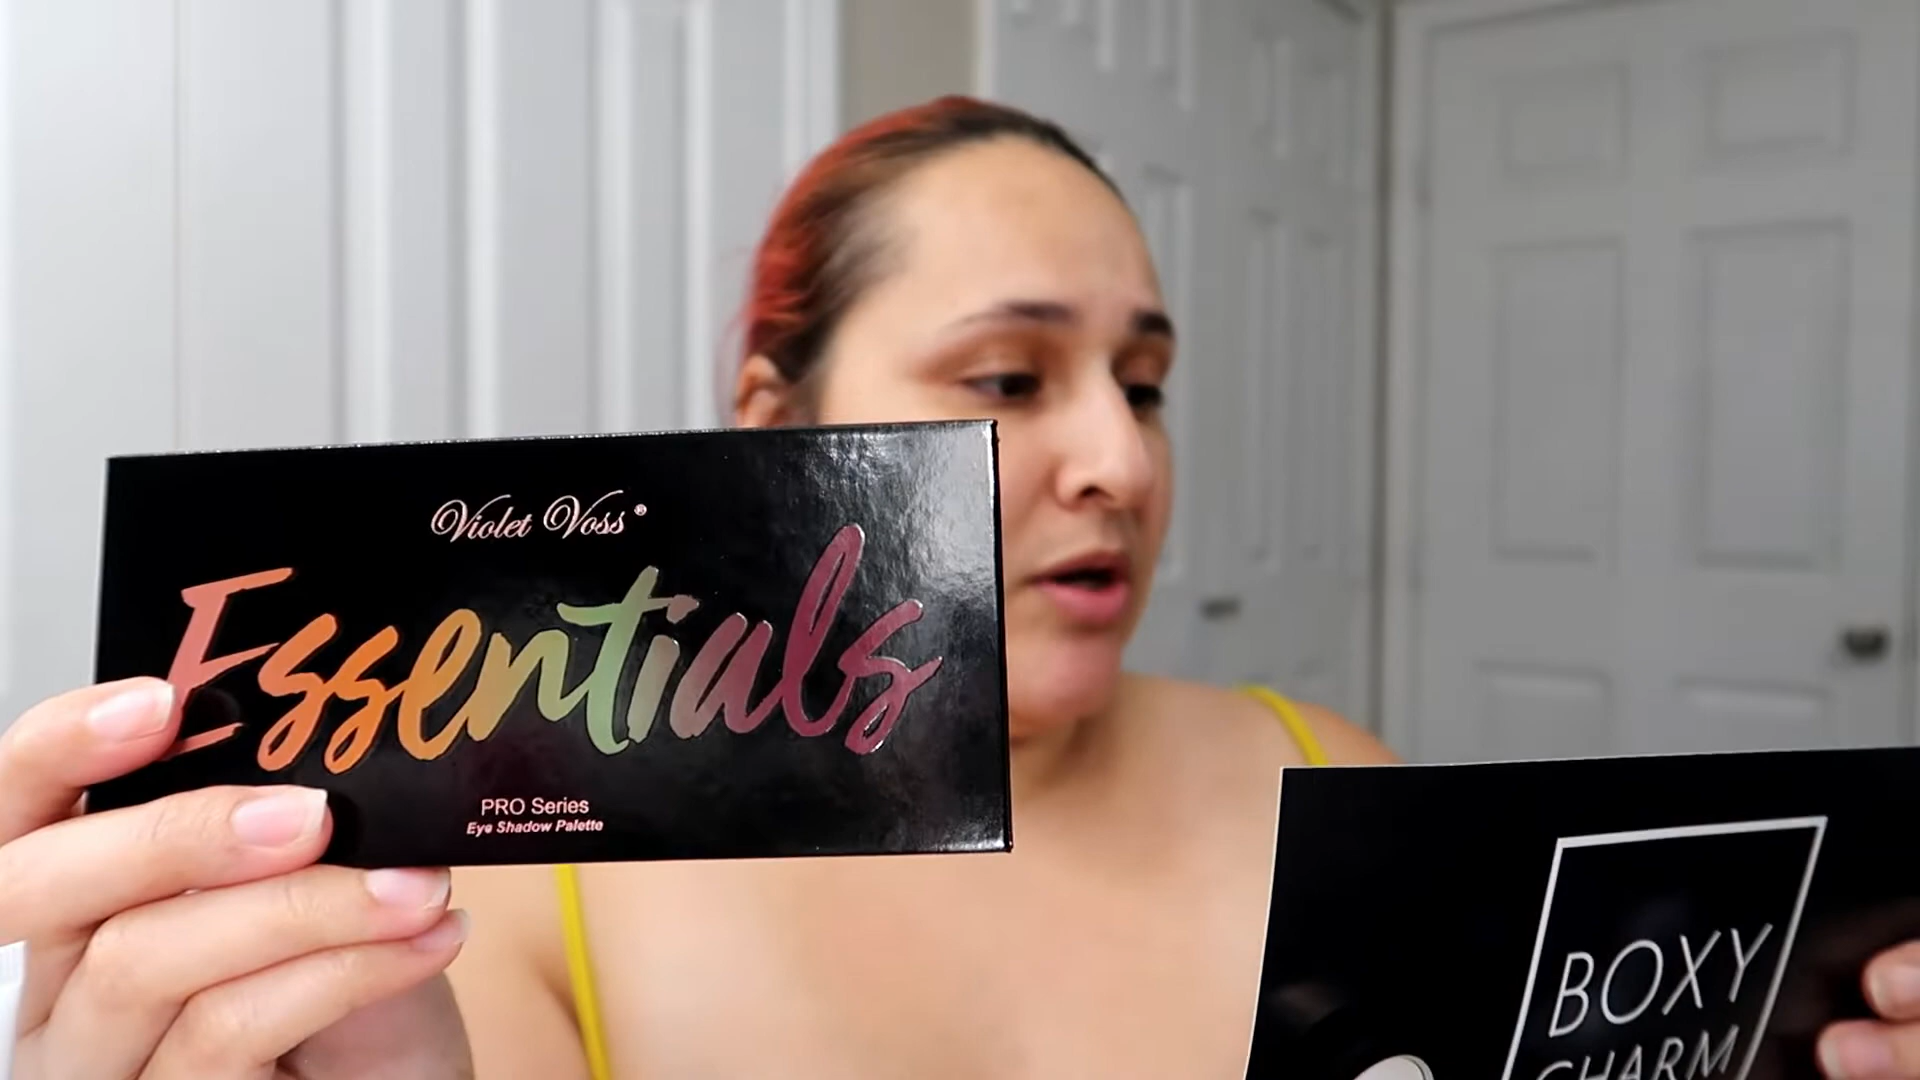 Violet Voss®
Essentials
PRO Series
Eye Shadow Palette
BOXY
CHARM